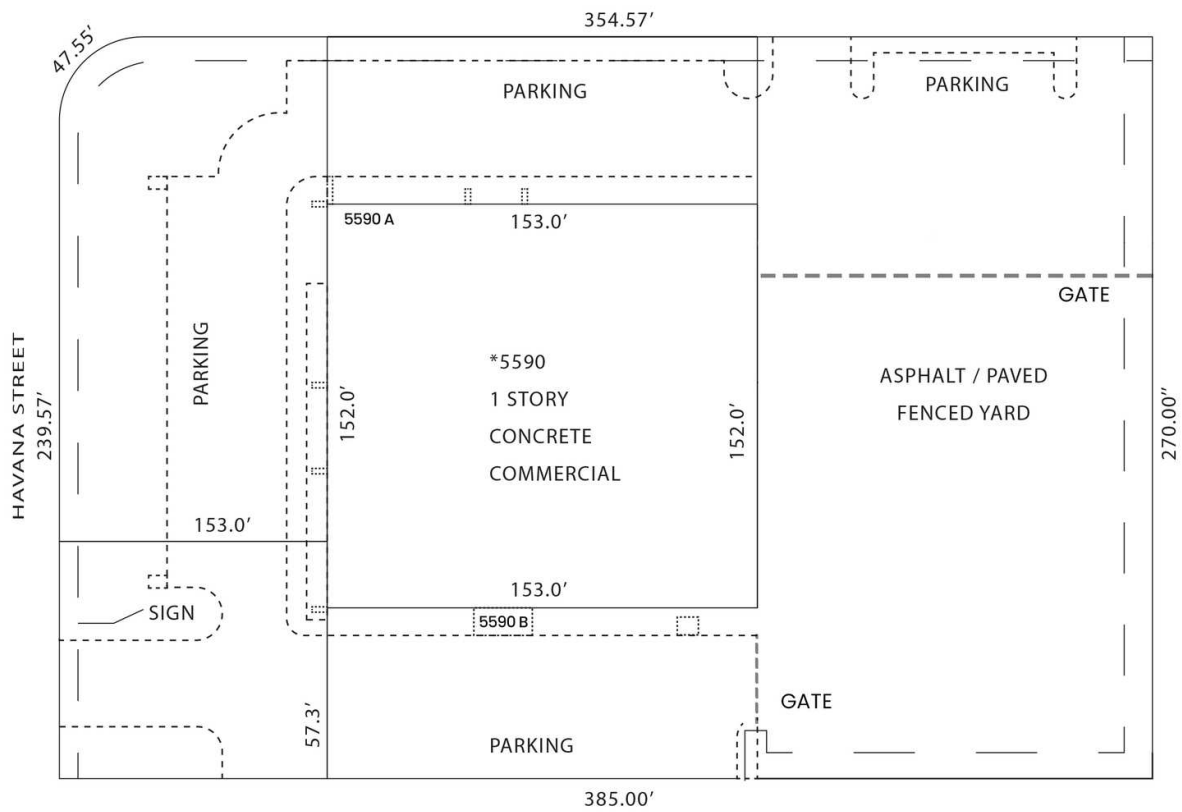 354.57’
47.55’
PARKING
PARKING
5590 A
153.0’
GATE
PARKING
*5590
1 STORY
CONCRETE
COMMERCIAL
152.0’
152.0’
ASPHALT / PAVED
FENCED YARD
HAVANA STREET
239.57’
270.00’’
153.0’
153.0’
SIGN
5590 B
57.3’
GATE
PARKING
385.00’